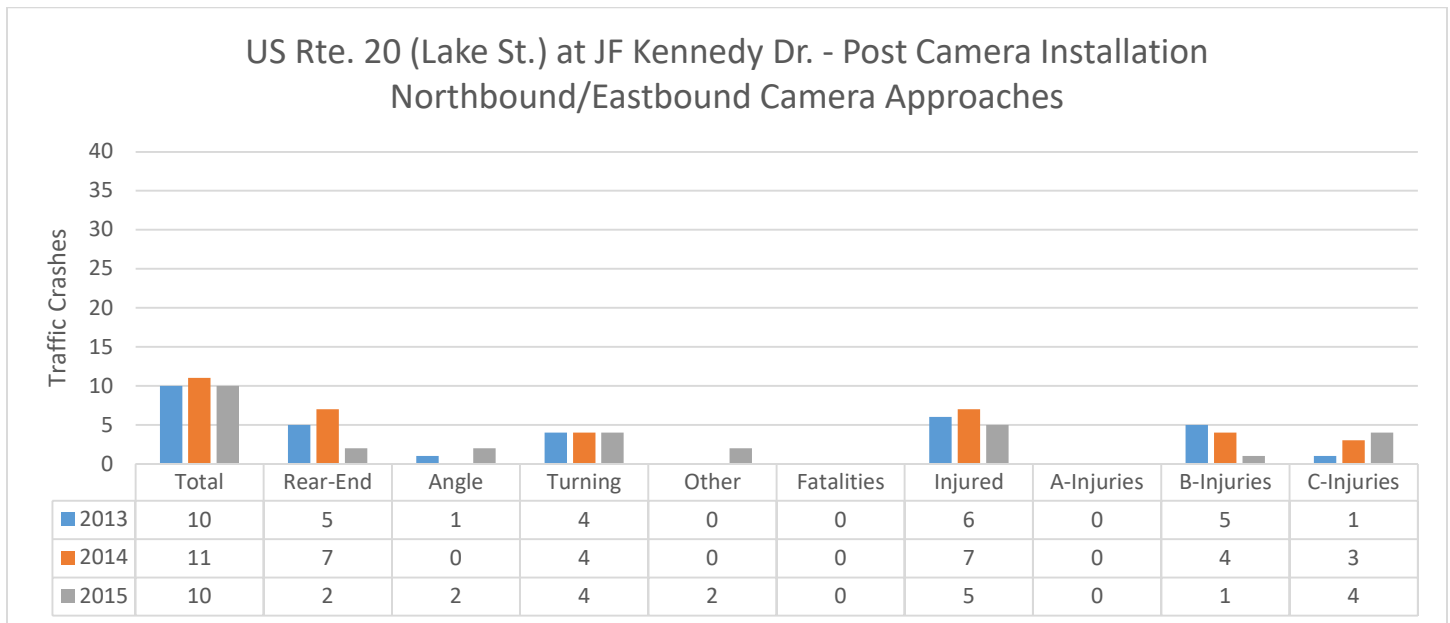 US Rte. 20 (Lake St.) at JF Kennedy Dr. - Post Camera Installation
Northbound/Eastbound Camera Approaches
Traffic Crashes
40
35
30
25
20
15
10
5
0
Total Rear-End Angle Turning Other Fatalities Injured A-Injuries B-Injuries C-Injuries
2013 10 5 1 4 0 0 6 0 5 1
2014 11 7 0 4 0 0 7 0 4 3
2015 10 2 2 4 2 0 5 0 1 4